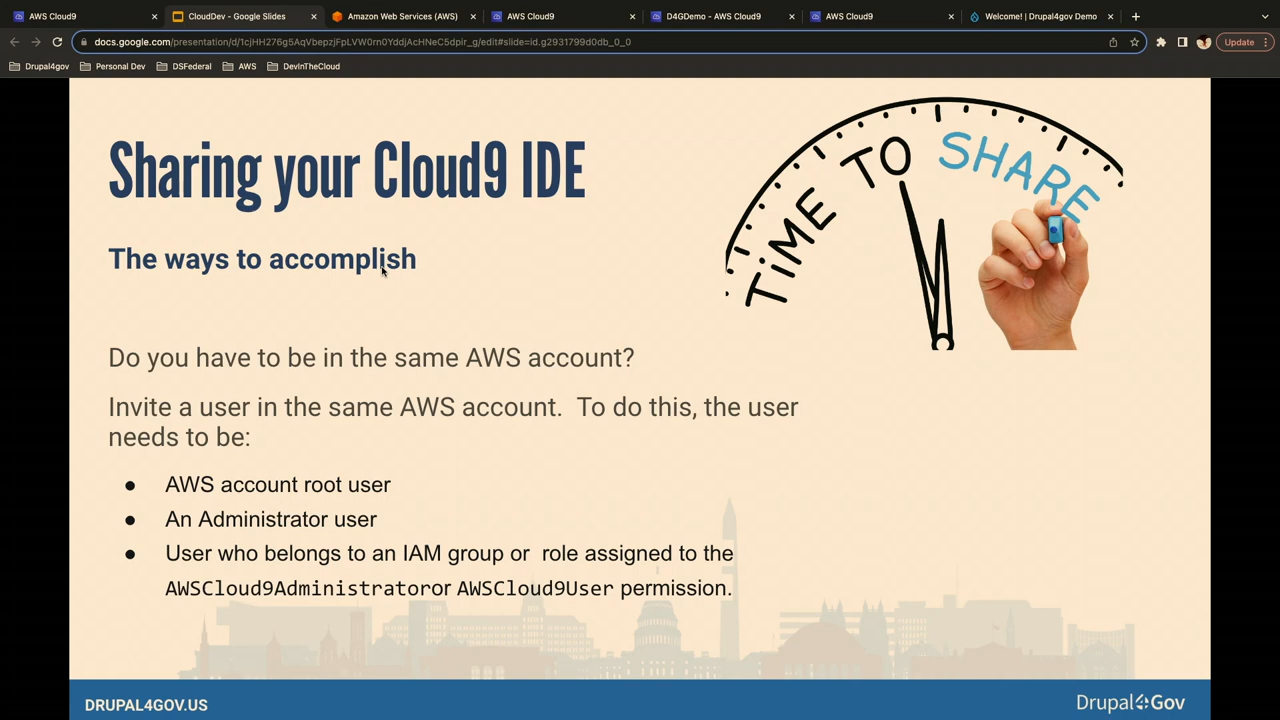 AWS Cloud9
CloudDev - Google Slides
Amazon Web Services (AWS)
AWS Cloud9
D4GDemo - AWS Cloud9
AWS Cloud9
Welcome! | Drupal4gov Demo
docs.google.com/presentation/d/1cjHH276g5AqVbepzjFpLVW0rn0YddjAcHNeC5dpIr_g/edit#slide=id.g2931799d0db_0_0
Update
Drupal4gov
Personal Dev
DSFederal
AWS
DevInTheCloud
TiME TO SHARE
Sharing your Cloud9 IDE
The ways to accomplish
Do you have to be in the same AWS account?
Invite a user in the same AWS account.  To do this, the user
needs to be:
● AWS account root user
● An Administrator user
● User who belongs to an IAM group or  role assigned to the
AWSCloud9Administratoror AWSCloud9User permission.
DRUPAL4GOV.US
Drupal4Gov